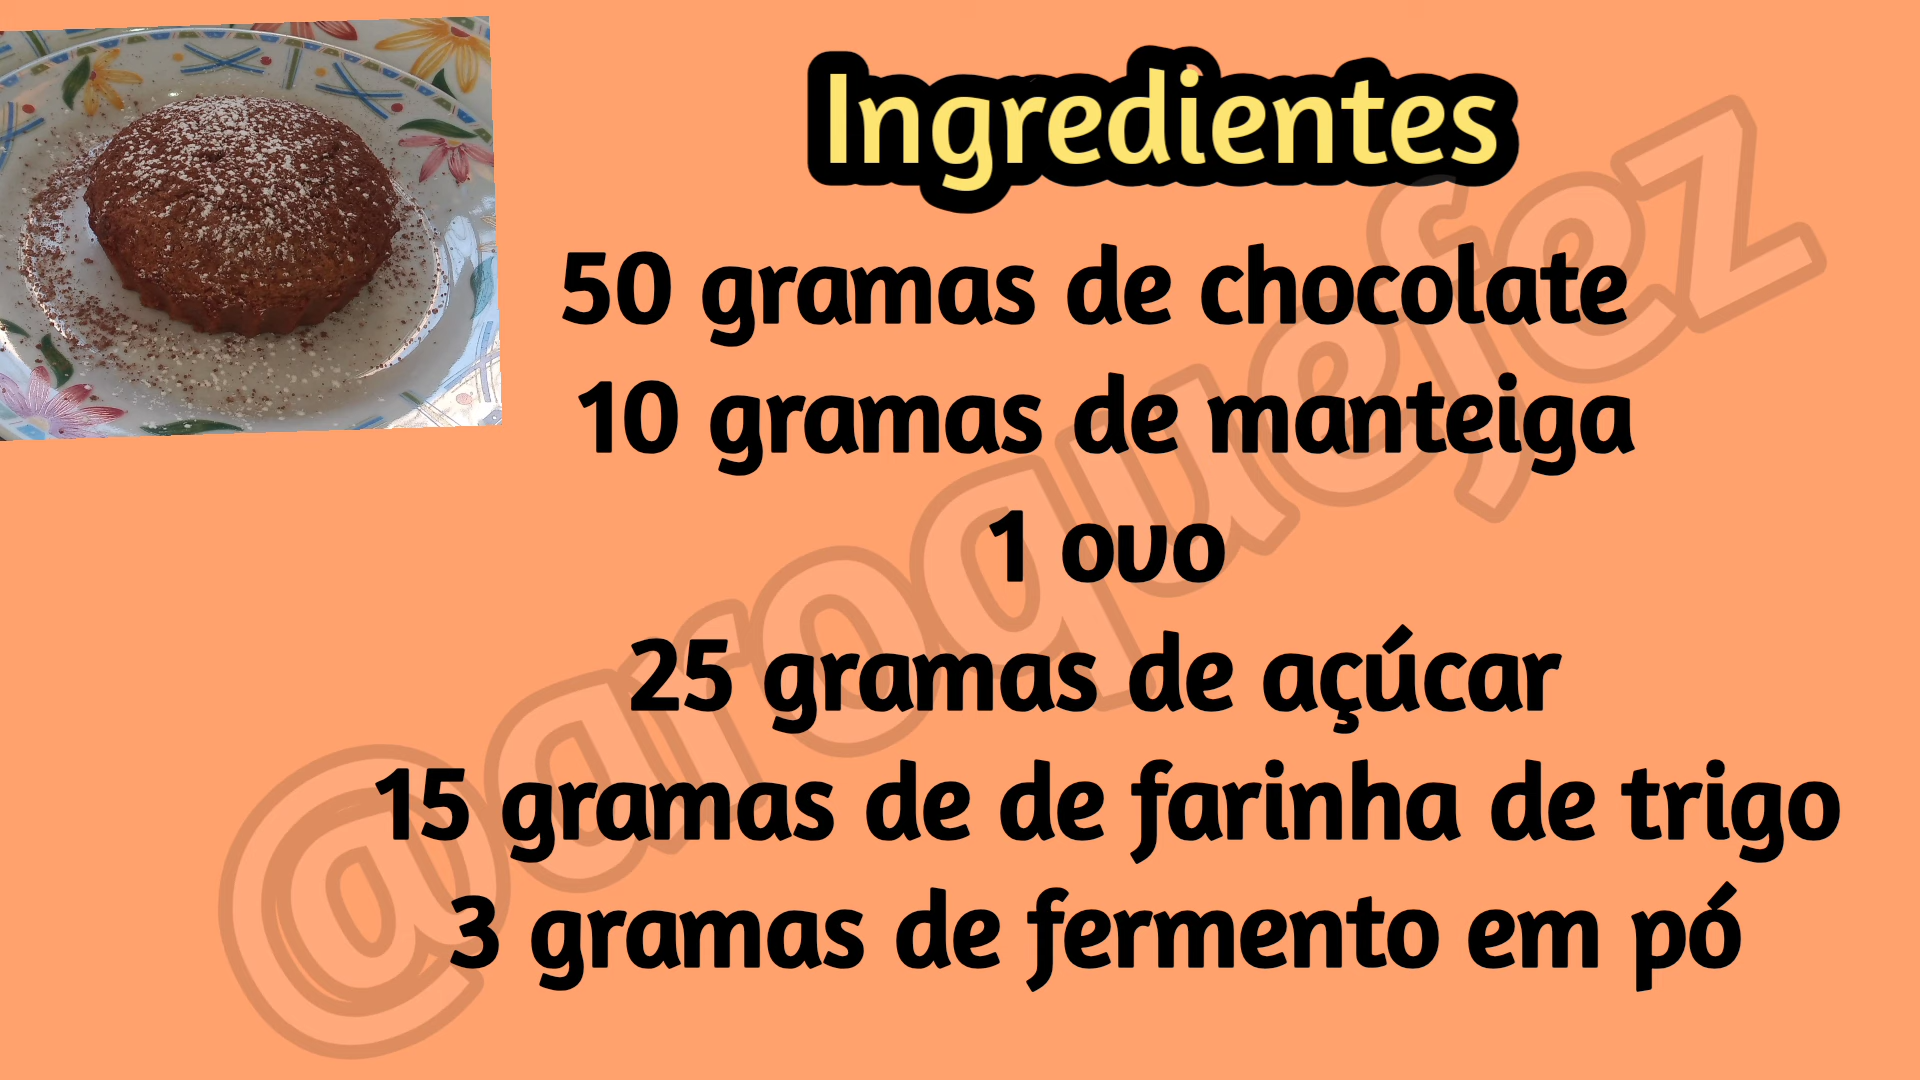 Ingredientes
50 gramas de chocolate
10 gramas de manteiga
1 ovo
25 gramas de açúcar
15 gramas de de farinha de trigo
3 gramas de fermento em pó
@aroquefez